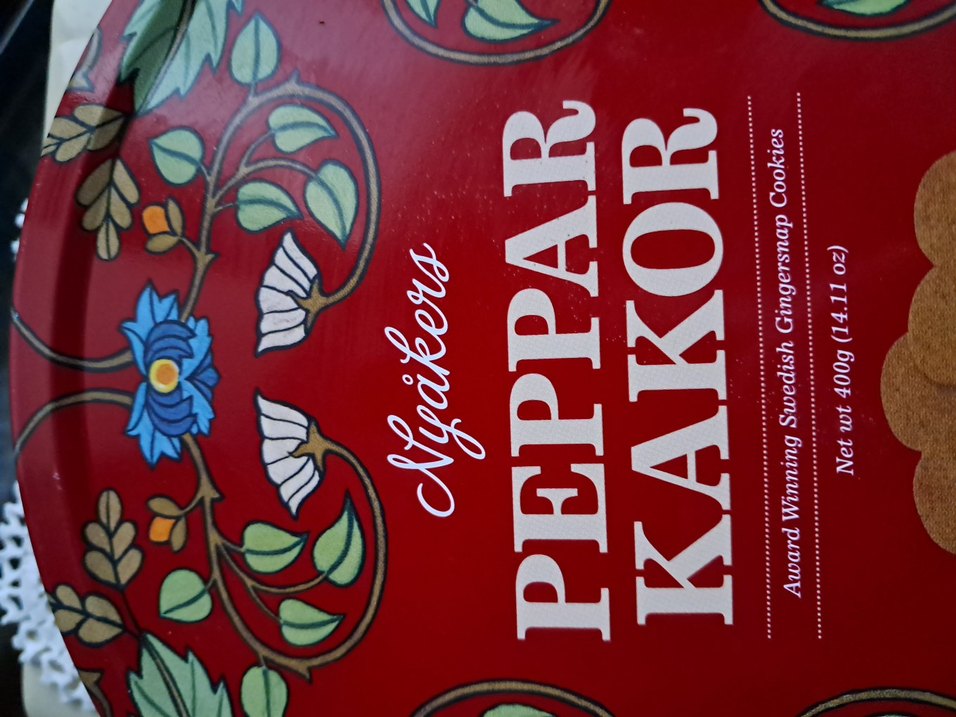 Nyåkers
PEPPAR
KAKOR
Award Winning Swedish Gingersnap Cookies
Net wt 400g (14.11 oz)